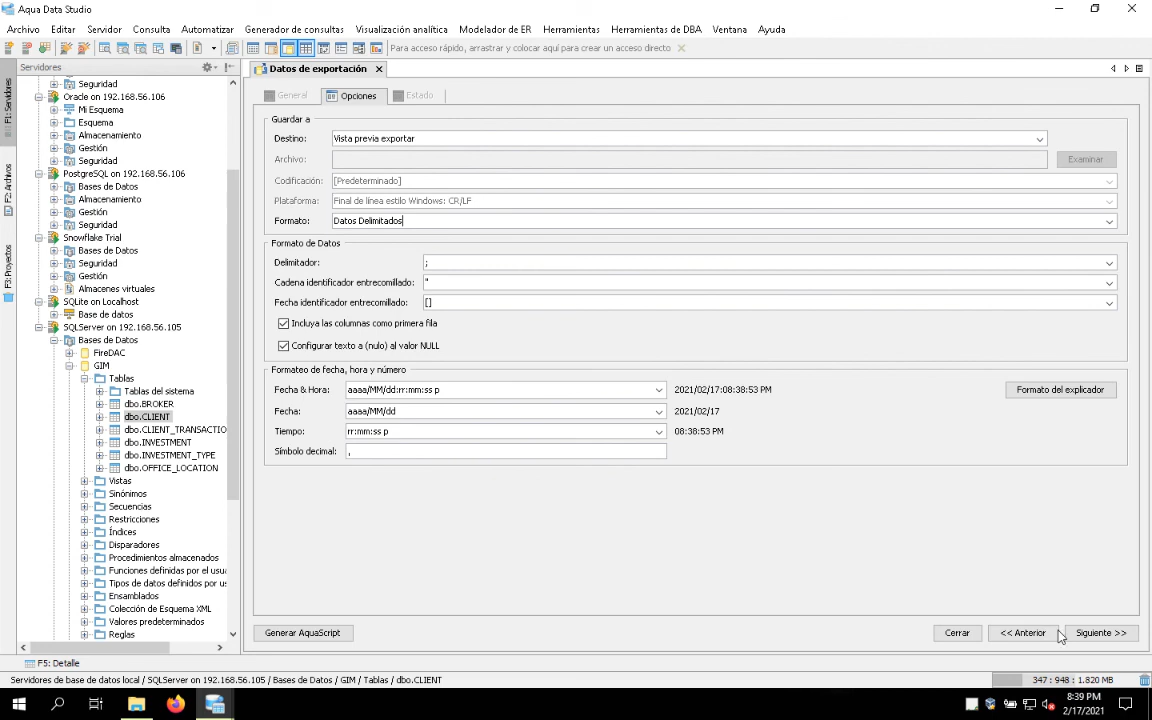 Aqua Data Studio
Archivo Editar Servidor Consulta Automatizar Generador de consultas Visualización analítica Modelador de ER Herramientas Herramientas de DBA Ventana Ayuda
Para acceso rápido, arrastrar y colocar aquí para crear un acceso directo
Servidores
F1: Servidores
F2: Archivos
F3: Proyectos
Seguridad
Oracle on 192.168.56.106
Mi Esquema
Esquema
Almacenamiento
Gestión
Seguridad
PostgreSQL on 192.168.56.106
Bases de Datos
Almacenamiento
Gestión
Seguridad
Snowflake Trial
Bases de Datos
Seguridad
Gestión
Almacenes virtuales
SQLite on Localhost
Base de datos
SQLServer on 192.168.56.105
Bases de Datos
FireDAC
GIM
Tablas
Tablas del sistema
dbo.BROKER
dbo.CLIENT
dbo.CLIENT_TRANSACTIO
dbo.INVESTMENT
dbo.INVESTMENT_TYPE
dbo.OFFICE_LOCATION
Vistas
Sinónimos
Secuencias
Restricciones
Índices
Disparadores
Procedimientos almacenados
Funciones definidas por el usua
Tipos de datos definidos por us
Ensamblados
Colección de Esquema XML
Valores predeterminados
Reglas
Datos de exportación
General Opciones Estado
Guardar a
Destino: Vista previa exportar
Archivo: Examinar
Codificación: [Predeterminado]
Plataforma: Final de línea estilo Windows: CR/LF
Formato: Datos Delimitados
Formato de Datos
Delimitador: ;
Cadena identificador entrecomillado: "
Fecha identificador entrecomillado: []
Incluya las columnas como primera fila
Configurar texto a (nulo) al valor NULL
Formateo de fecha, hora y número
Fecha & Hora: aaaa/MM/dd:rr:mm:ss p 2021/02/17:08:38:53 PM Formato del explicador
Fecha: aaaa/MM/dd 2021/02/17
Tiempo: rr:mm:ss p 08:38:53 PM
Símbolo decimal: ,
Generar AquaScript Cerrar << Anterior Siguiente >>
F5: Detalle
Servidores de base de datos local / SQLServer on 192.168.56.105 / Bases de Datos / GIM / Tablas / dbo.CLIENT 347 : 948 : 1.820 MB
8:39 PM
2/17/2021